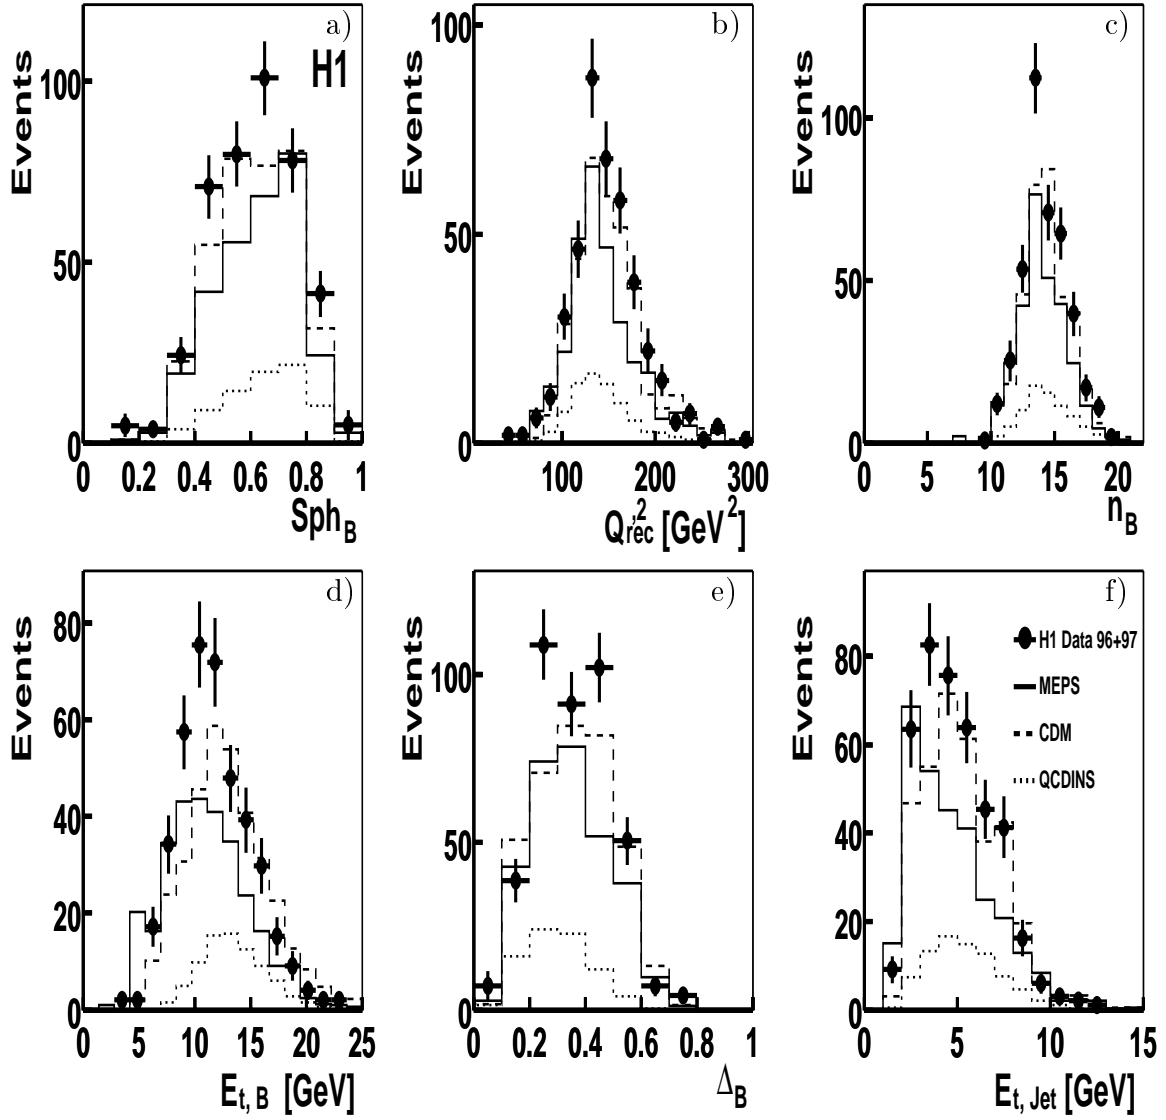 a)
H1
Events
100
50
0
0 0.2 0.4 0.6 0.8 1
Sph_B
b)
Events
100
50
0
100 200 300
Q'^2_rec [GeV^2]
c)
Events
100
50
0
0 5 10 15 20
n_B
d)
Events
80
60
40
20
0
0 5 10 15 20 25
E_t, B [GeV]
e)
Events
100
50
0
0 0.2 0.4 0.6 0.8 1
Δ_B
f)
Events
80
60
40
20
0
H1 Data 96+97
MEPS
CDM
QCDINS
0 5 10 15
E_t, Jet [GeV]